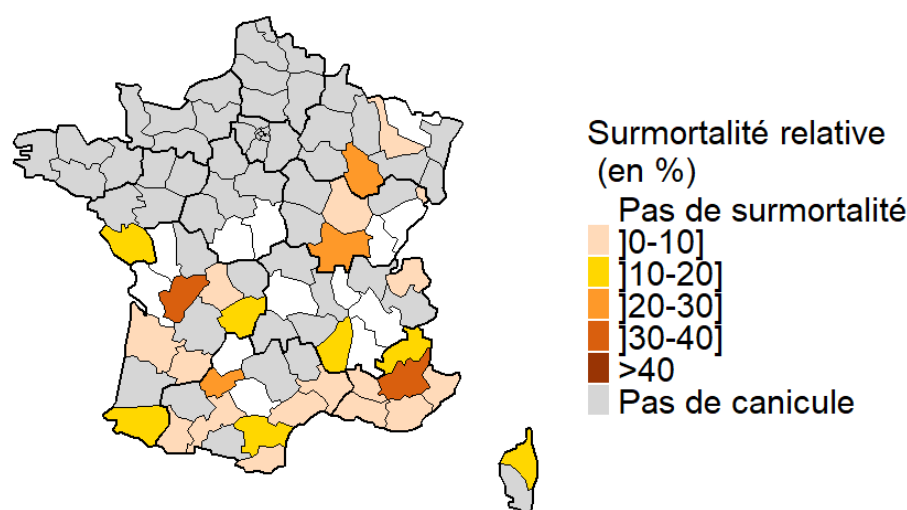 Surmortalité relative
(en %)
Pas de surmortalité
]0-10]
]10-20]
]20-30]
]30-40]
>40
Pas de canicule